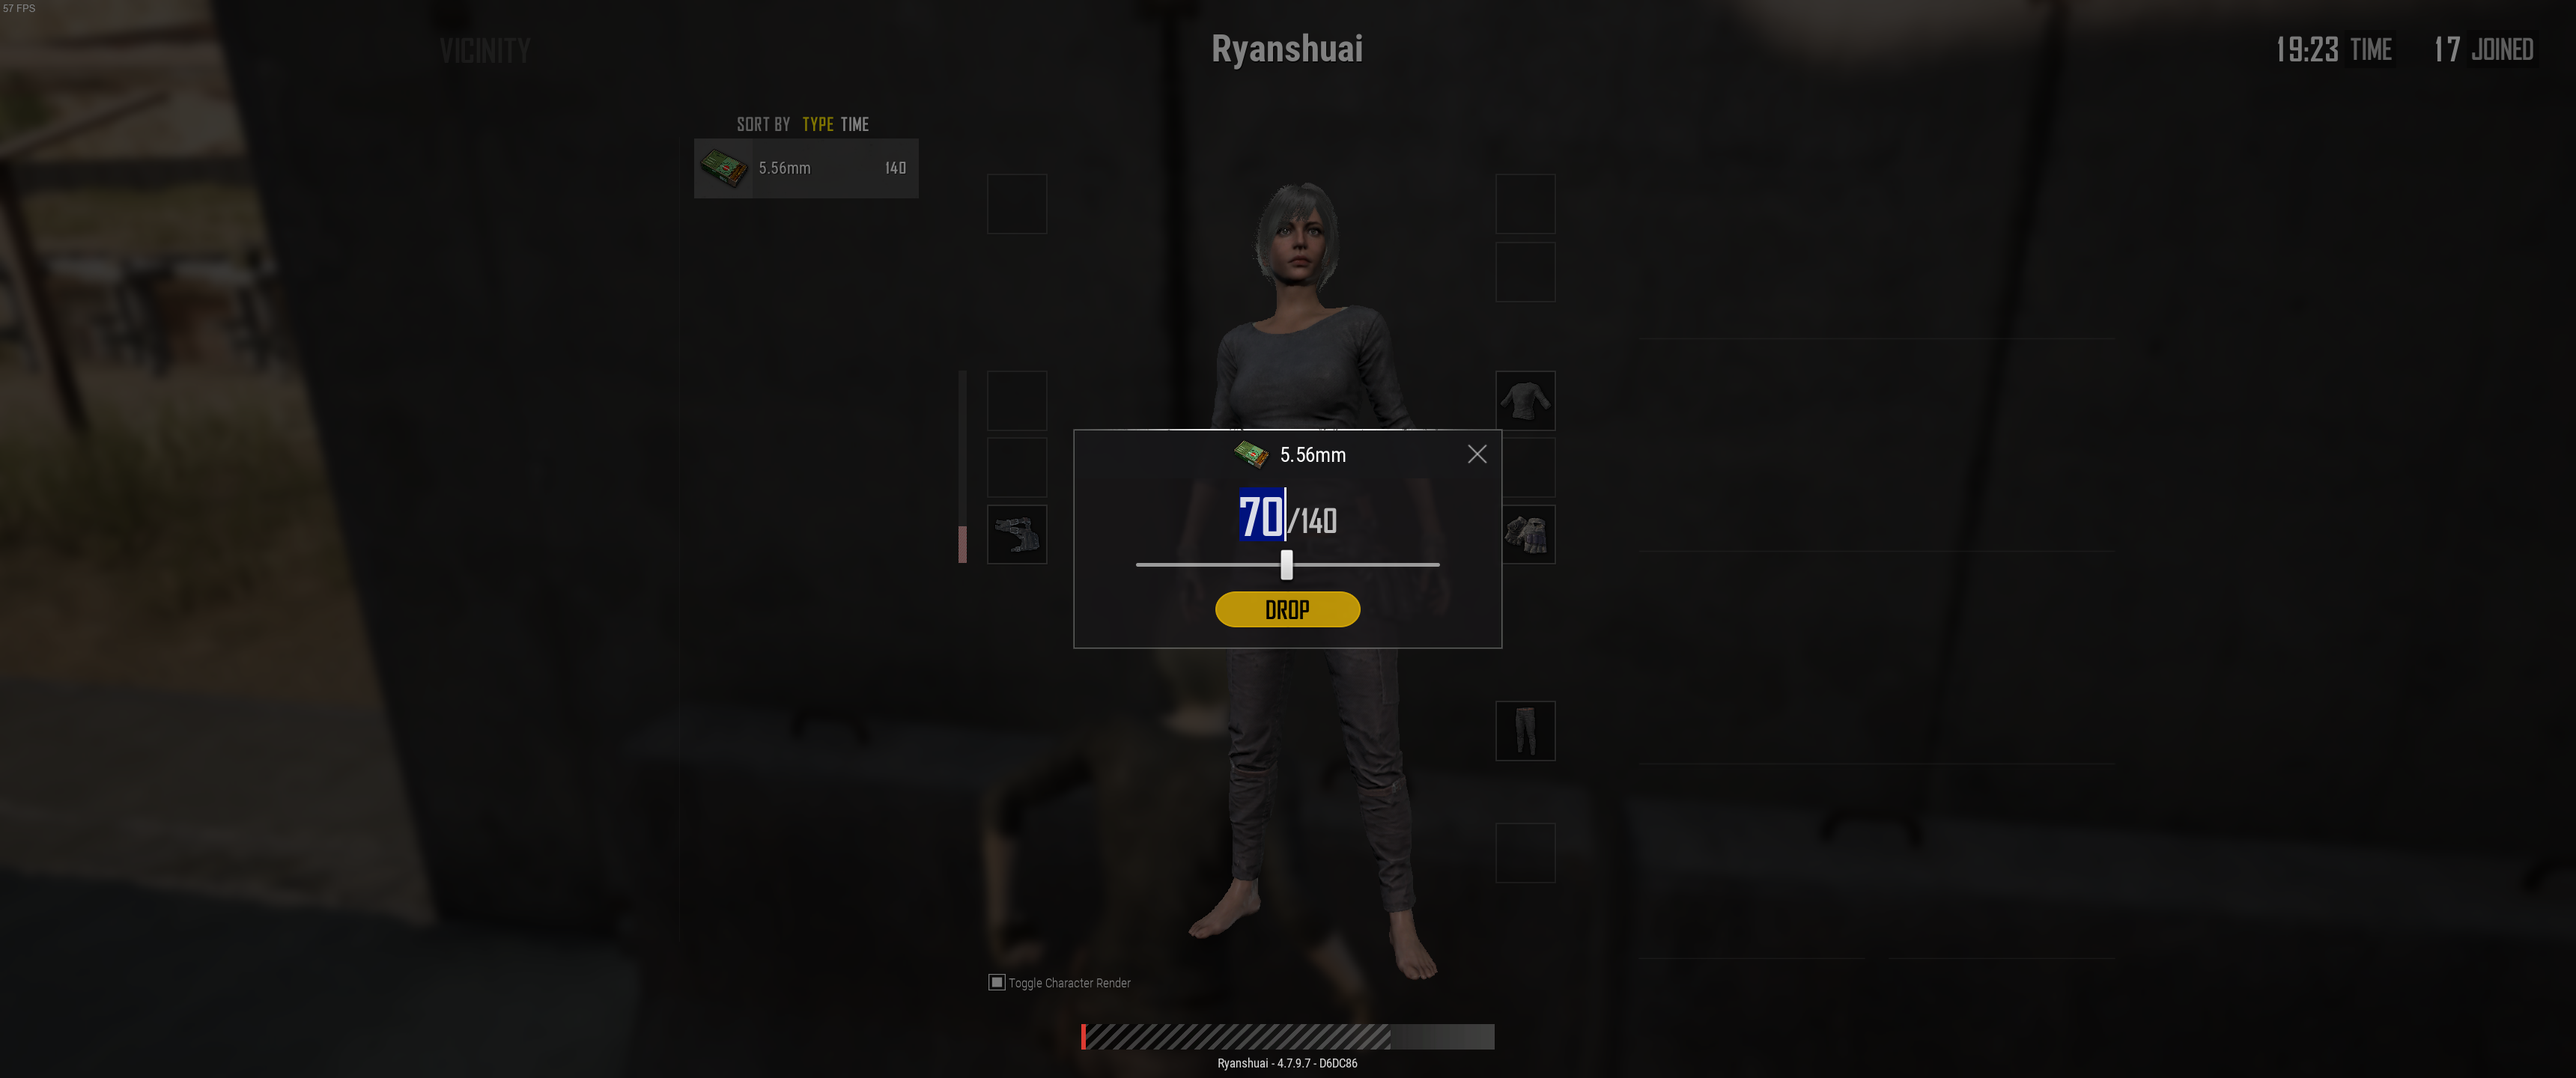 57 FPS
VICINITY
Ryanshuai
19:23 TIME 17 JOINED
SORT BY TYPE TIME
5.56mm 140
5.56mm
70/140
DROP
Toggle Character Render
Ryanshuai - 4.7.9.7 - D6DC86